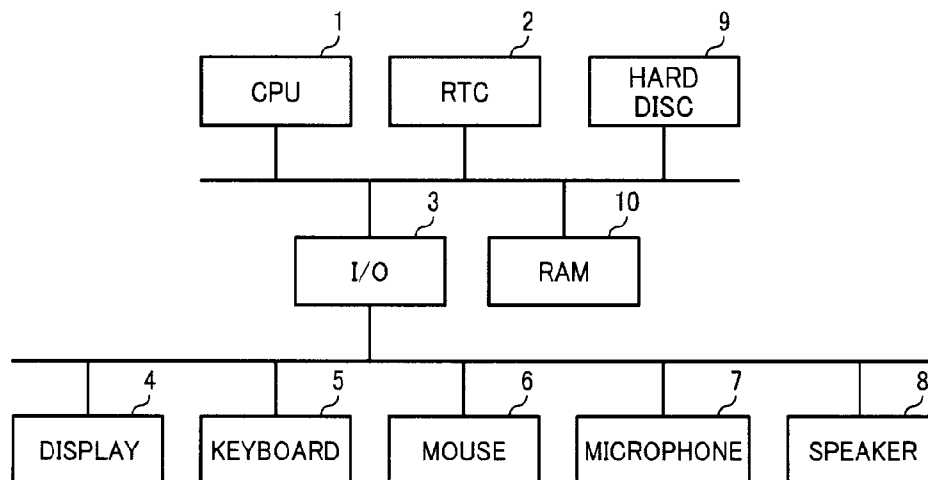 1
2
9
CPU
RTC
HARD
DISC
3
10
I/O
RAM
4
5
6
7
8
DISPLAY
KEYBOARD
MOUSE
MICROPHONE
SPEAKER